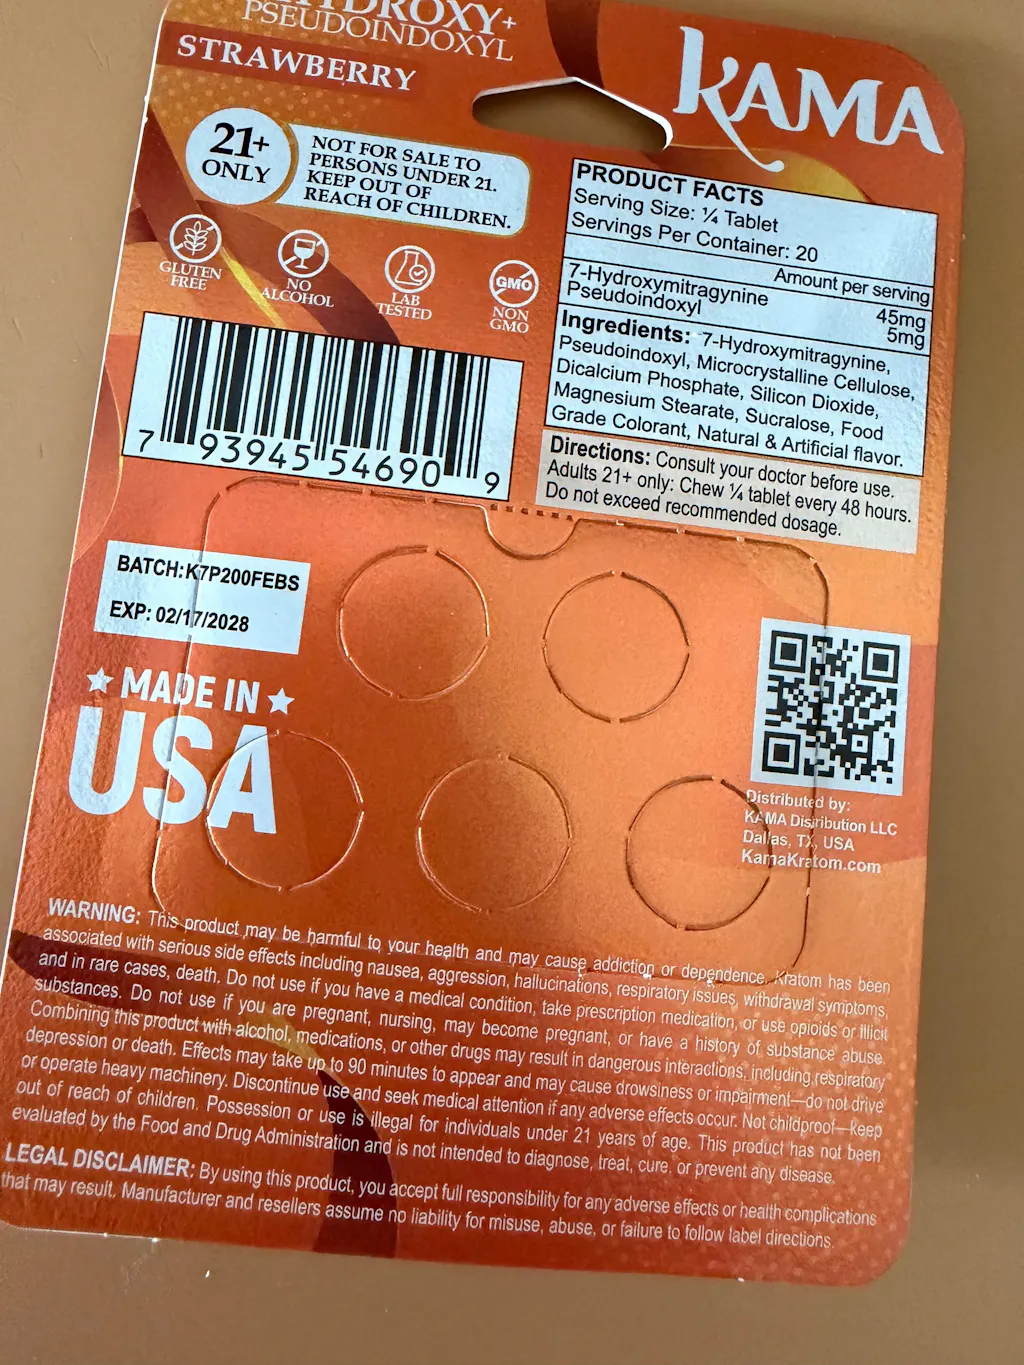 PSEUDOINDOXYL
STRAWBERRY
KAMA
21+
ONLY
NOT FOR SALE TO
PERSONS UNDER 21.
KEEP OUT OF
REACH OF CHILDREN.
GLUTEN
FREE
NO
ALCOHOL
LAB
TESTED
GMO
NON
GMO
PRODUCT FACTS
Serving Size: ¼ Tablet
Servings Per Container: 20
Amount per serving
7-Hydroxymitragynine 45mg
Pseudoindoxyl 5mg
Ingredients: 7-Hydroxymitragynine,
Pseudoindoxyl, Microcrystalline Cellulose,
Dicalcium Phosphate, Silicon Dioxide,
Magnesium Stearate, Sucralose, Food
Grade Colorant, Natural & Artificial flavor.
Directions: Consult your doctor before use.
Adults 21+ only: Chew ¼ tablet every 48 hours.
Do not exceed recommended dosage.
7 93945 54690 9
BATCH:K7P200FEBS
EXP: 02/17/2028
MADE IN
USA
Distributed by:
KAMA Distribution LLC
Dallas, TX, USA
KamaKratom.com
WARNING: This product may be harmful to your health and may cause addiction or dependence. Kratom has been
associated with serious side effects including nausea, aggression, hallucinations, respiratory issues, withdrawal symptoms,
and in rare cases, death. Do not use if you have a medical condition, take prescription medication, or use opioids or illicit
substances. Do not use if you are pregnant, nursing, may become pregnant, or have a history of substance abuse.
Combining this product with alcohol, medications, or other drugs may result in dangerous interactions, including respiratory
depression or death. Effects may take up to 90 minutes to appear and may cause drowsiness or impairment—do not drive
or operate heavy machinery. Discontinue use and seek medical attention if any adverse effects occur. Not childproof—keep
out of reach of children. Possession or use is illegal for individuals under 21 years of age. This product has not been
evaluated by the Food and Drug Administration and is not intended to diagnose, treat, cure, or prevent any disease.
LEGAL DISCLAIMER: By using this product, you accept full responsibility for any adverse effects or health complications
that may result. Manufacturer and resellers assume no liability for misuse, abuse, or failure to follow label directions.